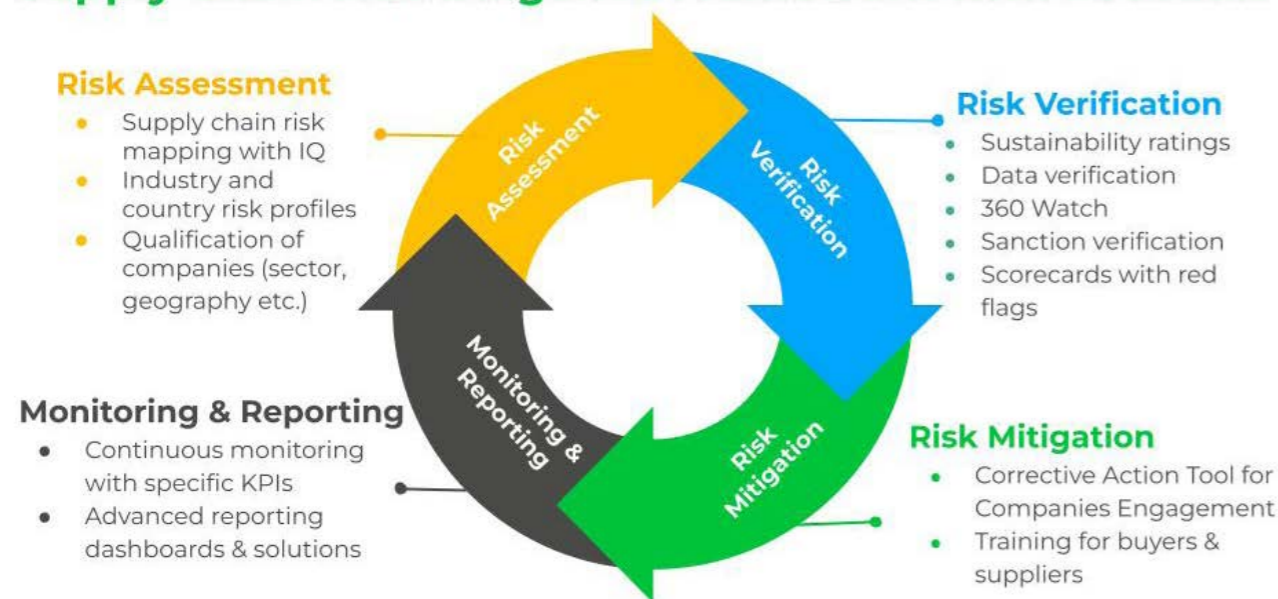 Risk Assessment
Supply chain risk
mapping with IQ
Industry and
country risk profiles
Qualification of
companies (sector,
geography etc.)
Risk
Assessment
Risk
Verification
Risk Verification
Sustainability ratings
Data verification
360 Watch
Sanction verification
Scorecards with red
flags
Monitoring & Reporting
Continuous monitoring
with specific KPIs
Advanced reporting
dashboards & solutions
Monitoring &
Reporting
Risk
Mitigation
Risk Mitigation
Corrective Action Tool for
Companies Engagement
Training for buyers &
suppliers